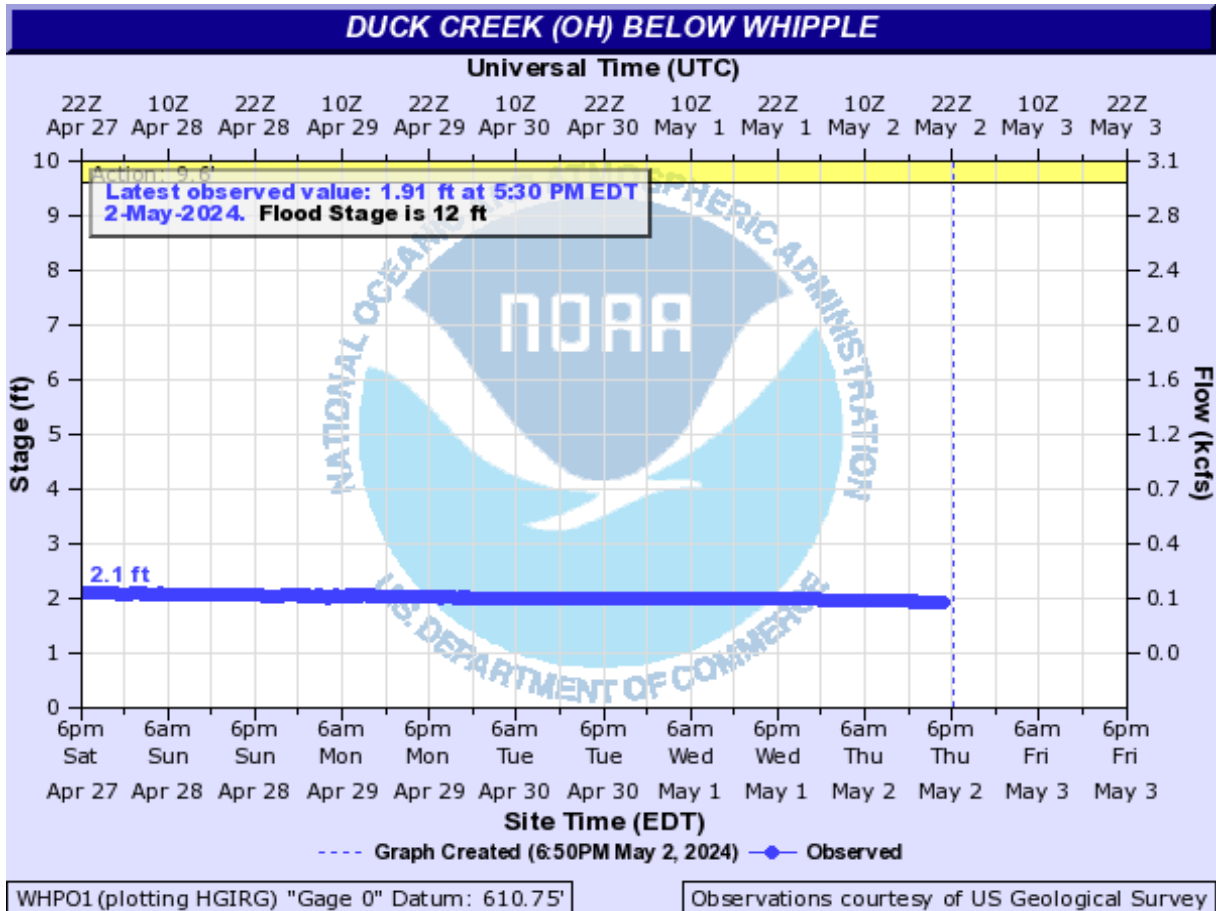 DUCK CREEK (OH) BELOW WHIPPLE
Universal Time (UTC)
22Z 10Z 22Z 10Z 22Z 10Z 22Z 10Z 22Z 10Z 22Z 10Z 22Z
Apr 27 Apr 28 Apr 28 Apr 29 Apr 29 Apr 30 Apr 30 May 1 May 1 May 2 May 2 May 3 May 3
Action: 9.6'
Latest observed value: 1.91 ft at 5:30 PM EDT
2-May-2024. Flood Stage is 12 ft
10 3.1
9 2.8
8 2.4
7 2.0
6 1.6
5 1.2
4 0.7
3 0.4
2 0.1
1 0.0
0
Stage (ft)
Flow (kcfs)
NATIONAL OCEANIC AND ATMOSPHERIC ADMINISTRATION
NOAA
U.S. DEPARTMENT OF COMMERCE
2.1 ft
6pm 6am 6pm 6am 6pm 6am 6pm 6am 6pm 6am 6pm 6am 6pm
Sat Sun Sun Mon Mon Tue Tue Wed Wed Thu Thu Fri Fri
Apr 27 Apr 28 Apr 28 Apr 29 Apr 29 Apr 30 Apr 30 May 1 May 1 May 2 May 2 May 3 May 3
Site Time (EDT)
Graph Created (6:50PM May 2, 2024) Observed
WHPO1(plotting HGIRG) "Gage 0" Datum: 610.75'
Observations courtesy of US Geological Survey